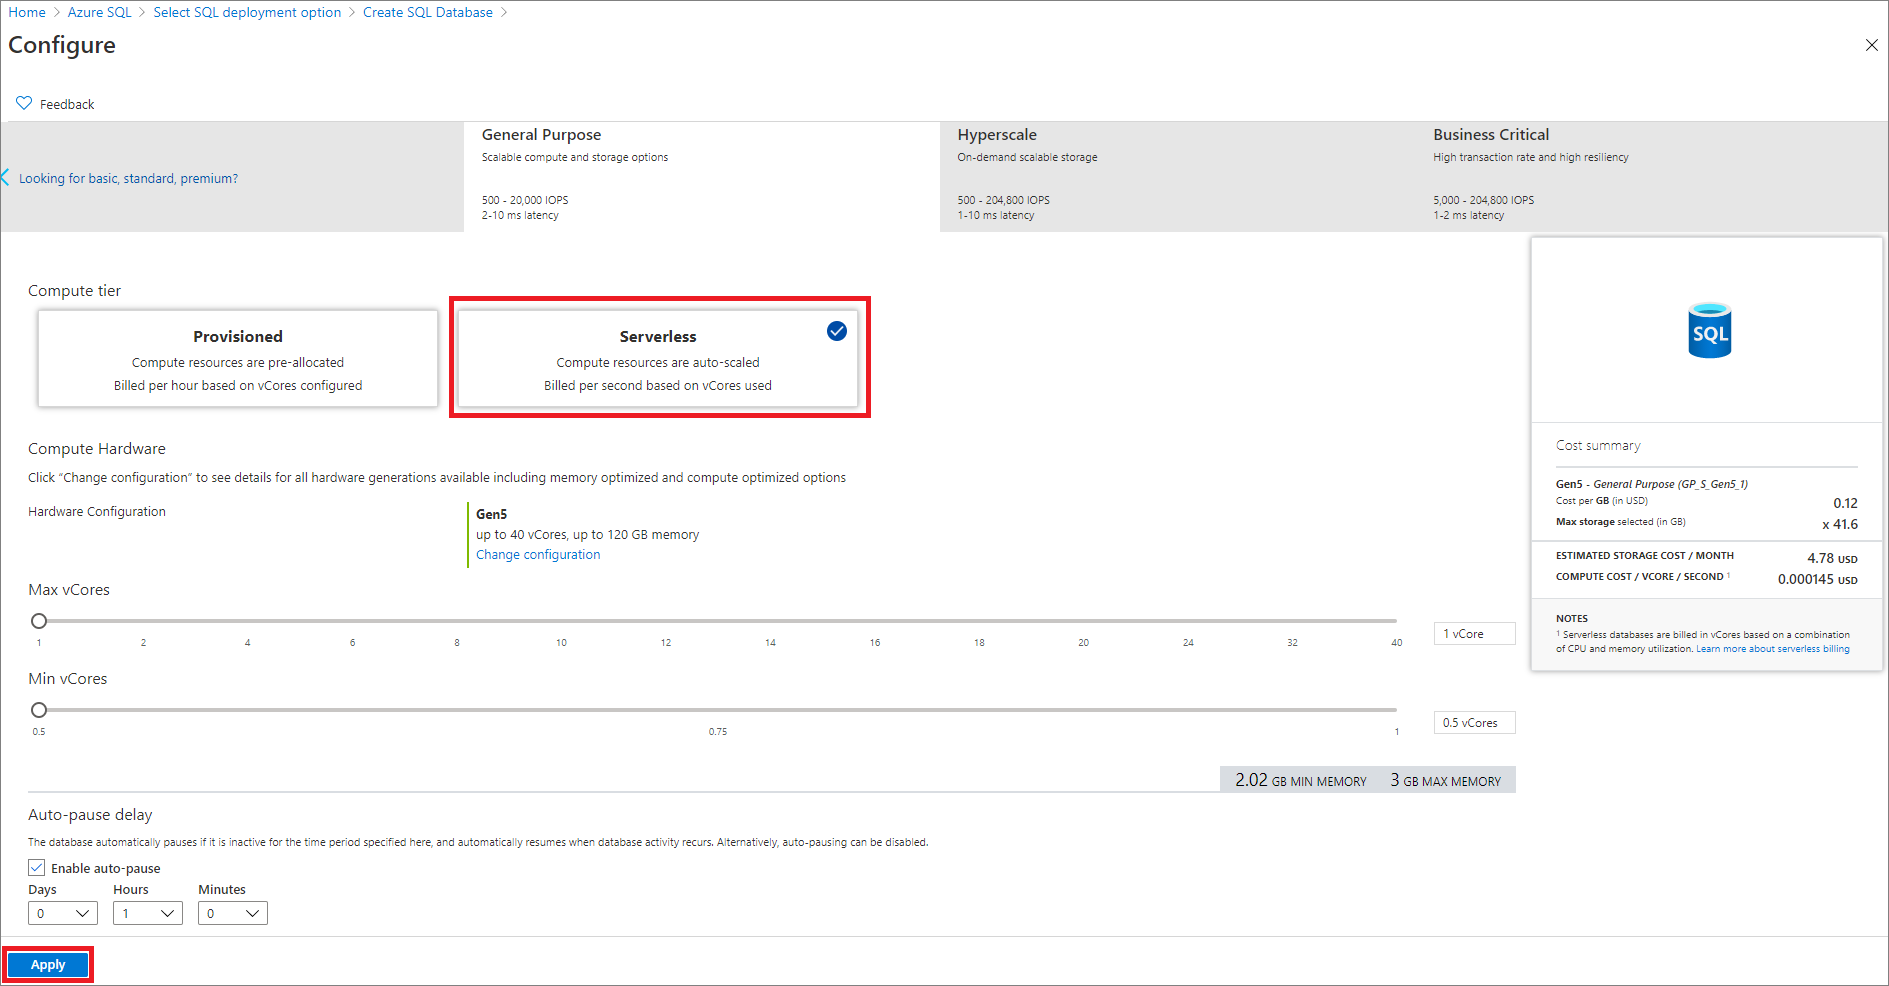 Home > Azure SQL > Select SQL deployment option > Create SQL Database >
Configure
Feedback
Looking for basic, standard, premium?
General Purpose
Scalable compute and storage options
500 - 20,000 IOPS
2-10 ms latency
Hyperscale
On-demand scalable storage
500 - 204,800 IOPS
1-10 ms latency
Business Critical
High transaction rate and high resiliency
5,000 - 204,800 IOPS
1-2 ms latency
Compute tier
Provisioned
Compute resources are pre-allocated
Billed per hour based on vCores configured
Serverless
Compute resources are auto-scaled
Billed per second based on vCores used
Compute Hardware
Click “Change configuration” to see details for all hardware generations available including memory optimized and compute optimized options
Hardware Configuration
Gen5
up to 40 vCores, up to 120 GB memory
Change configuration
Max vCores
1 2 4 6 8 10 12 14 16 18 20 24 32 40
1 vCore
Min vCores
0.5 0.75 1
0.5 vCores
2.02 GB MIN MEMORY 3 GB MAX MEMORY
Auto-pause delay
The database automatically pauses if it is inactive for the time period specified here, and automatically resumes when database activity recurs. Alternatively, auto-pausing can be disabled.
Enable auto-pause
Days Hours Minutes
0 1 0
Apply
SQL
Cost summary
Gen5 - General Purpose (GP_S_Gen5_1)
Cost per GB (in USD) 0.12
Max storage selected (in GB) x 41.6
ESTIMATED STORAGE COST / MONTH 4.78 USD
COMPUTE COST / VCORE / SECOND 1 0.000145 USD
NOTES
1 Serverless databases are billed in vCores based on a combination
of CPU and memory utilization. Learn more about serverless billing